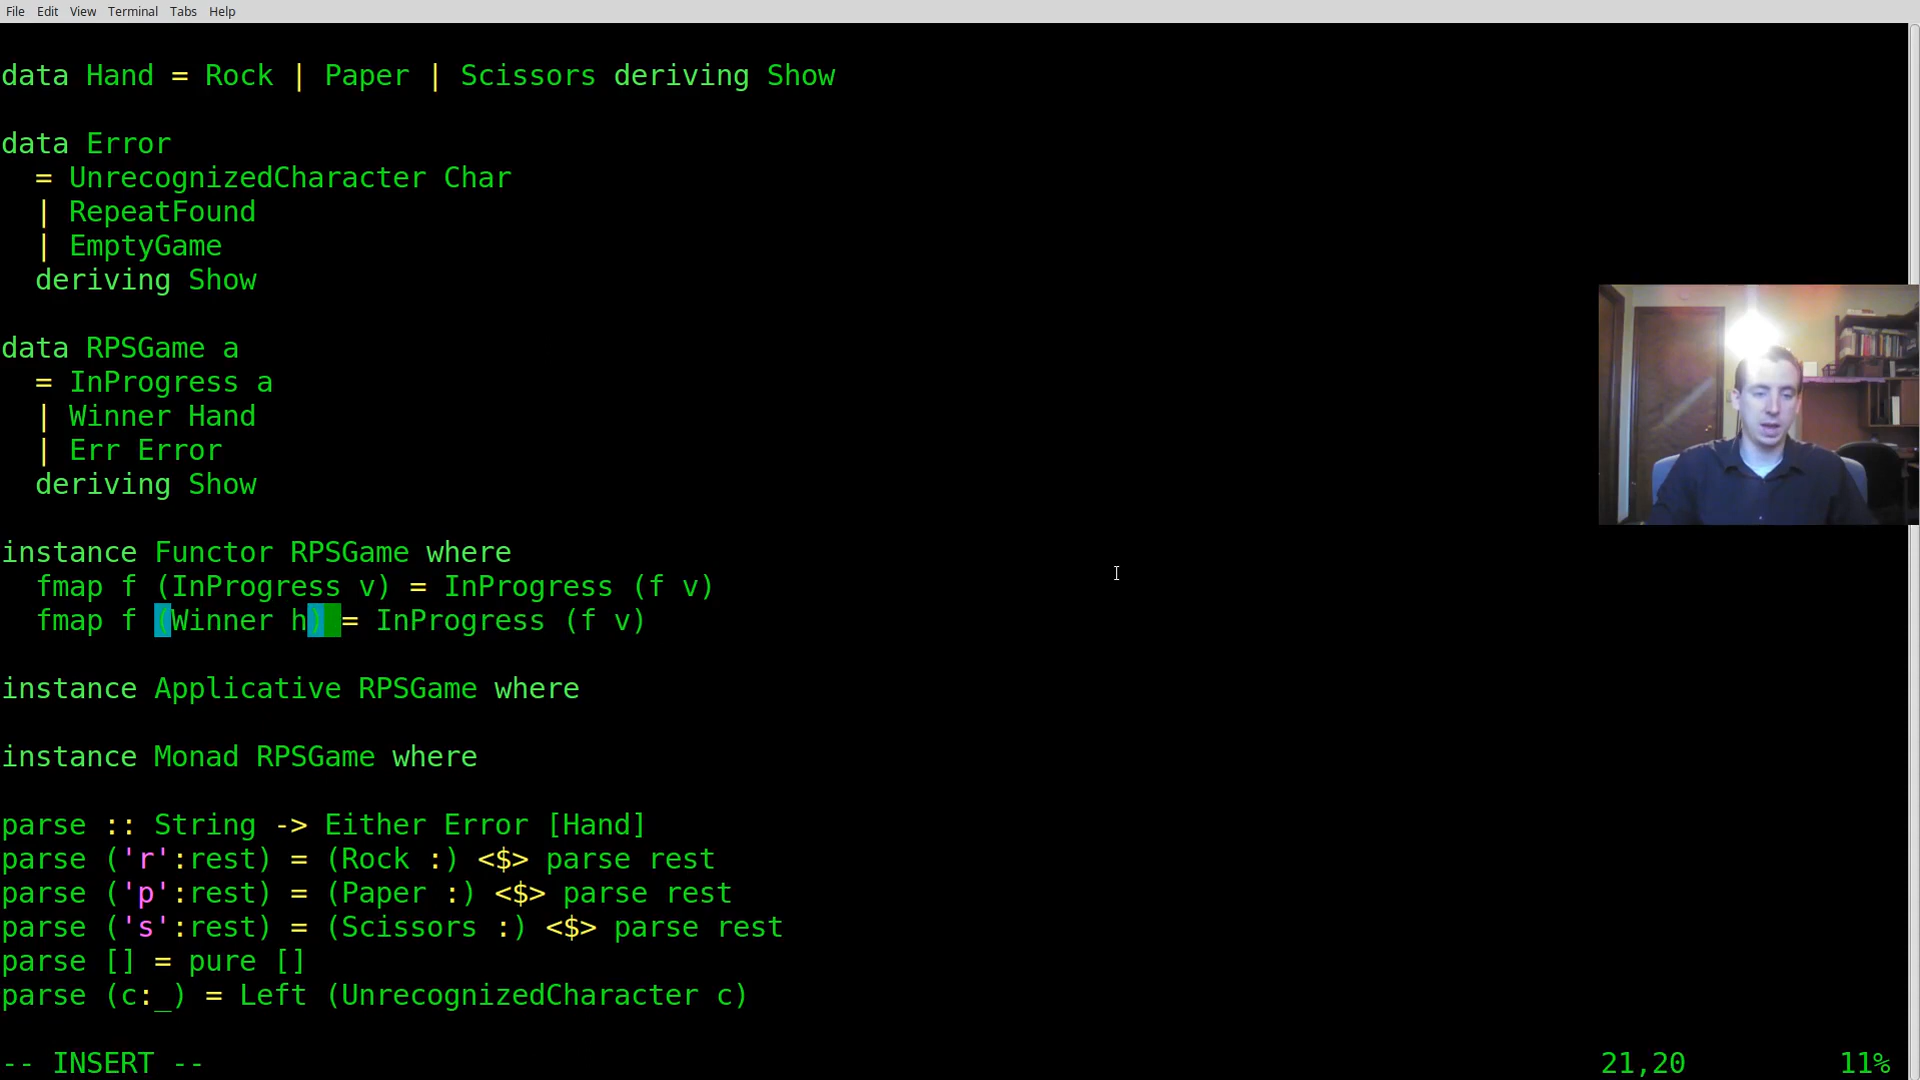 File Edit View Terminal Tabs Help
data Hand = Rock | Paper | Scissors deriving Show
data Error
  = UnrecognizedCharacter Char
  | RepeatFound
  | EmptyGame
  deriving Show
data RPSGame a
  = InProgress a
  | Winner Hand
  | Err Error
  deriving Show
instance Functor RPSGame where
  fmap f (InProgress v) = InProgress (f v)
  fmap f (Winner h) = InProgress (f v)
instance Applicative RPSGame where
instance Monad RPSGame where
parse :: String -> Either Error [Hand]
parse ('r':rest) = (Rock :) <$> parse rest
parse ('p':rest) = (Paper :) <$> parse rest
parse ('s':rest) = (Scissors :) <$> parse rest
parse [] = pure []
parse (c:_) = Left (UnrecognizedCharacter c)
-- INSERT -- 21,20 11%